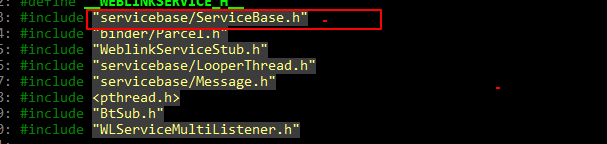 2: #define __WEBLINKSERVICE_H__
3: #include "servicebase/ServiceBase.h"
4: #include "binder/Parcel.h"
5: #include "WeblinkServiceStub.h"
6: #include "servicebase/LooperThread.h"
7: #include "servicebase/Message.h"
8: #include <pthread.h>
9: #include "BtSub.h"
0: #include "WLServiceMultiListener.h"